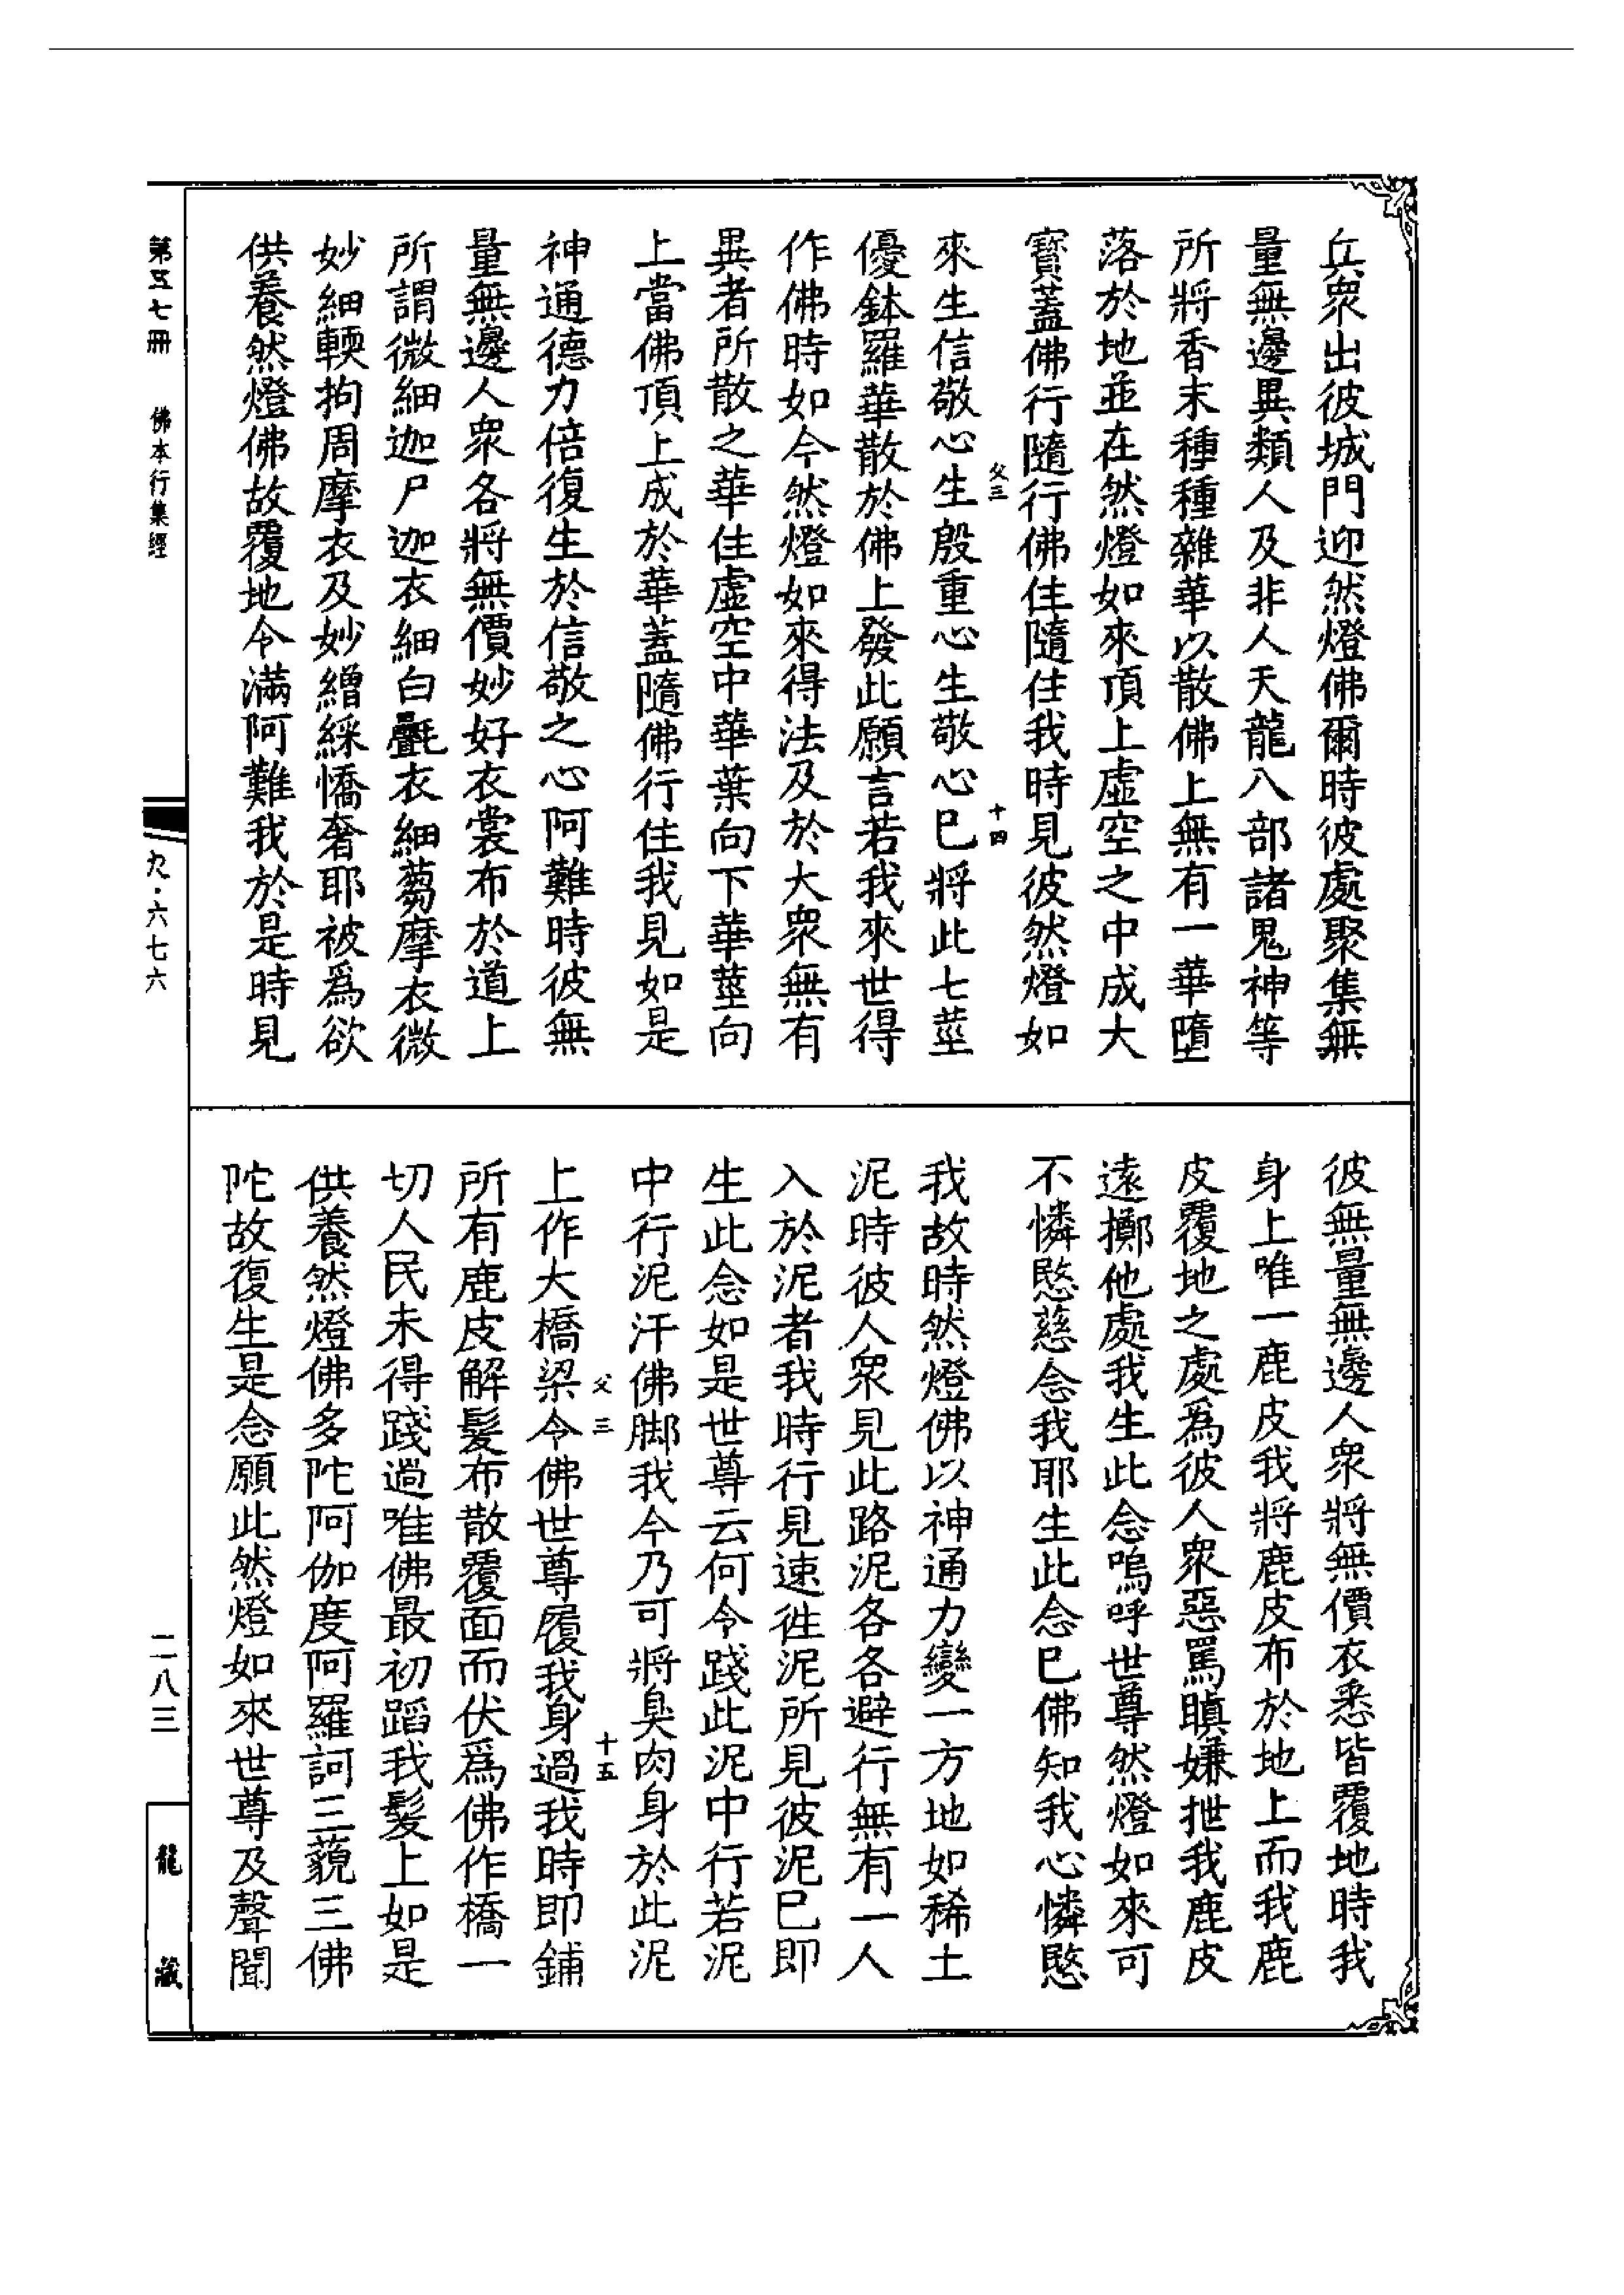 兵衆出彼城門迎然燈佛爾時彼處聚集無
量無邊異類人及非人天龍八部諸鬼神等
所將香末種種雜華以散佛上無有一華墮
落於地並在然燈如來頂上虛空之中成大
寶蓋佛行隨行佛住隨住我時見彼然燈如
父三
十四
來生信敬心生殷重心生敬心已將此七莖
優鉢羅華散於佛上發此願言若我來世得
作佛時如今然燈如來得法及於大衆無有
異者所散之華住虛空中華葉向下華莖向
上當佛頂上成於華蓋隨佛行住我見如是
神通德力倍復生於信敬之心阿難時彼無
量無邊人衆各將無價妙好衣裳布於道上
所謂微細迦尸迦衣細白氎衣細蒭摩衣微
妙細輭拘周摩衣及妙繒綵憍奢耶被爲欲
供養然燈佛故覆地令滿阿難我於是時見
彼無量無邊人衆將無價衣悉皆覆地時我
身上唯一鹿皮我將鹿皮布於地上而我鹿
皮覆地之處爲彼人衆惡罵瞋嫌抴我鹿皮
遠擲他處我生此念嗚呼世尊然燈如來可
不憐愍慈念我耶生此念已佛知我心憐愍
我故時然燈佛以神通力變一方地如稀土
泥時彼人衆見此路泥各各避行無有一人
入於泥者我時行見速徃泥所見彼泥已即
生此念如是世尊云何令踐此泥中行若泥
中行泥汙佛脚我今乃可將臭肉身於此泥
父三
十五
上作大橋梁令佛世尊履我身過我時即鋪
所有鹿皮解髮布散覆面而伏爲佛作橋一
切人民未得踐過唯佛最初蹈我髮上如是
供養然燈佛多陀阿伽度阿羅訶三藐三佛
陀故復生是念願此然燈如來世尊及聲聞
第五七冊 佛本行集經
九·六七六
二八三
龍藏